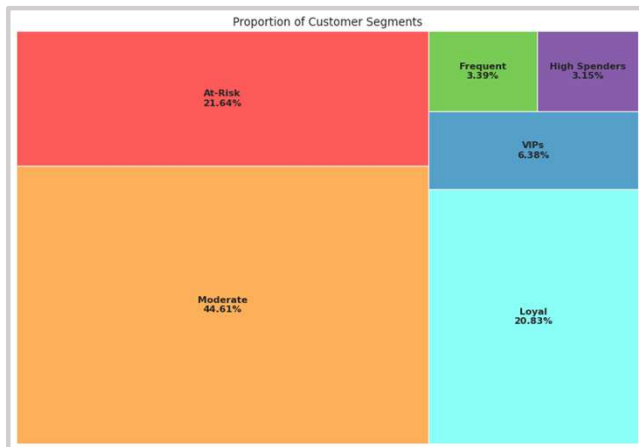 Proportion of Customer Segments
At-Risk
21.64%
Frequent
3.39%
High Spenders
3.15%
VIPs
6.38%
Moderate
44.61%
Loyal
20.83%